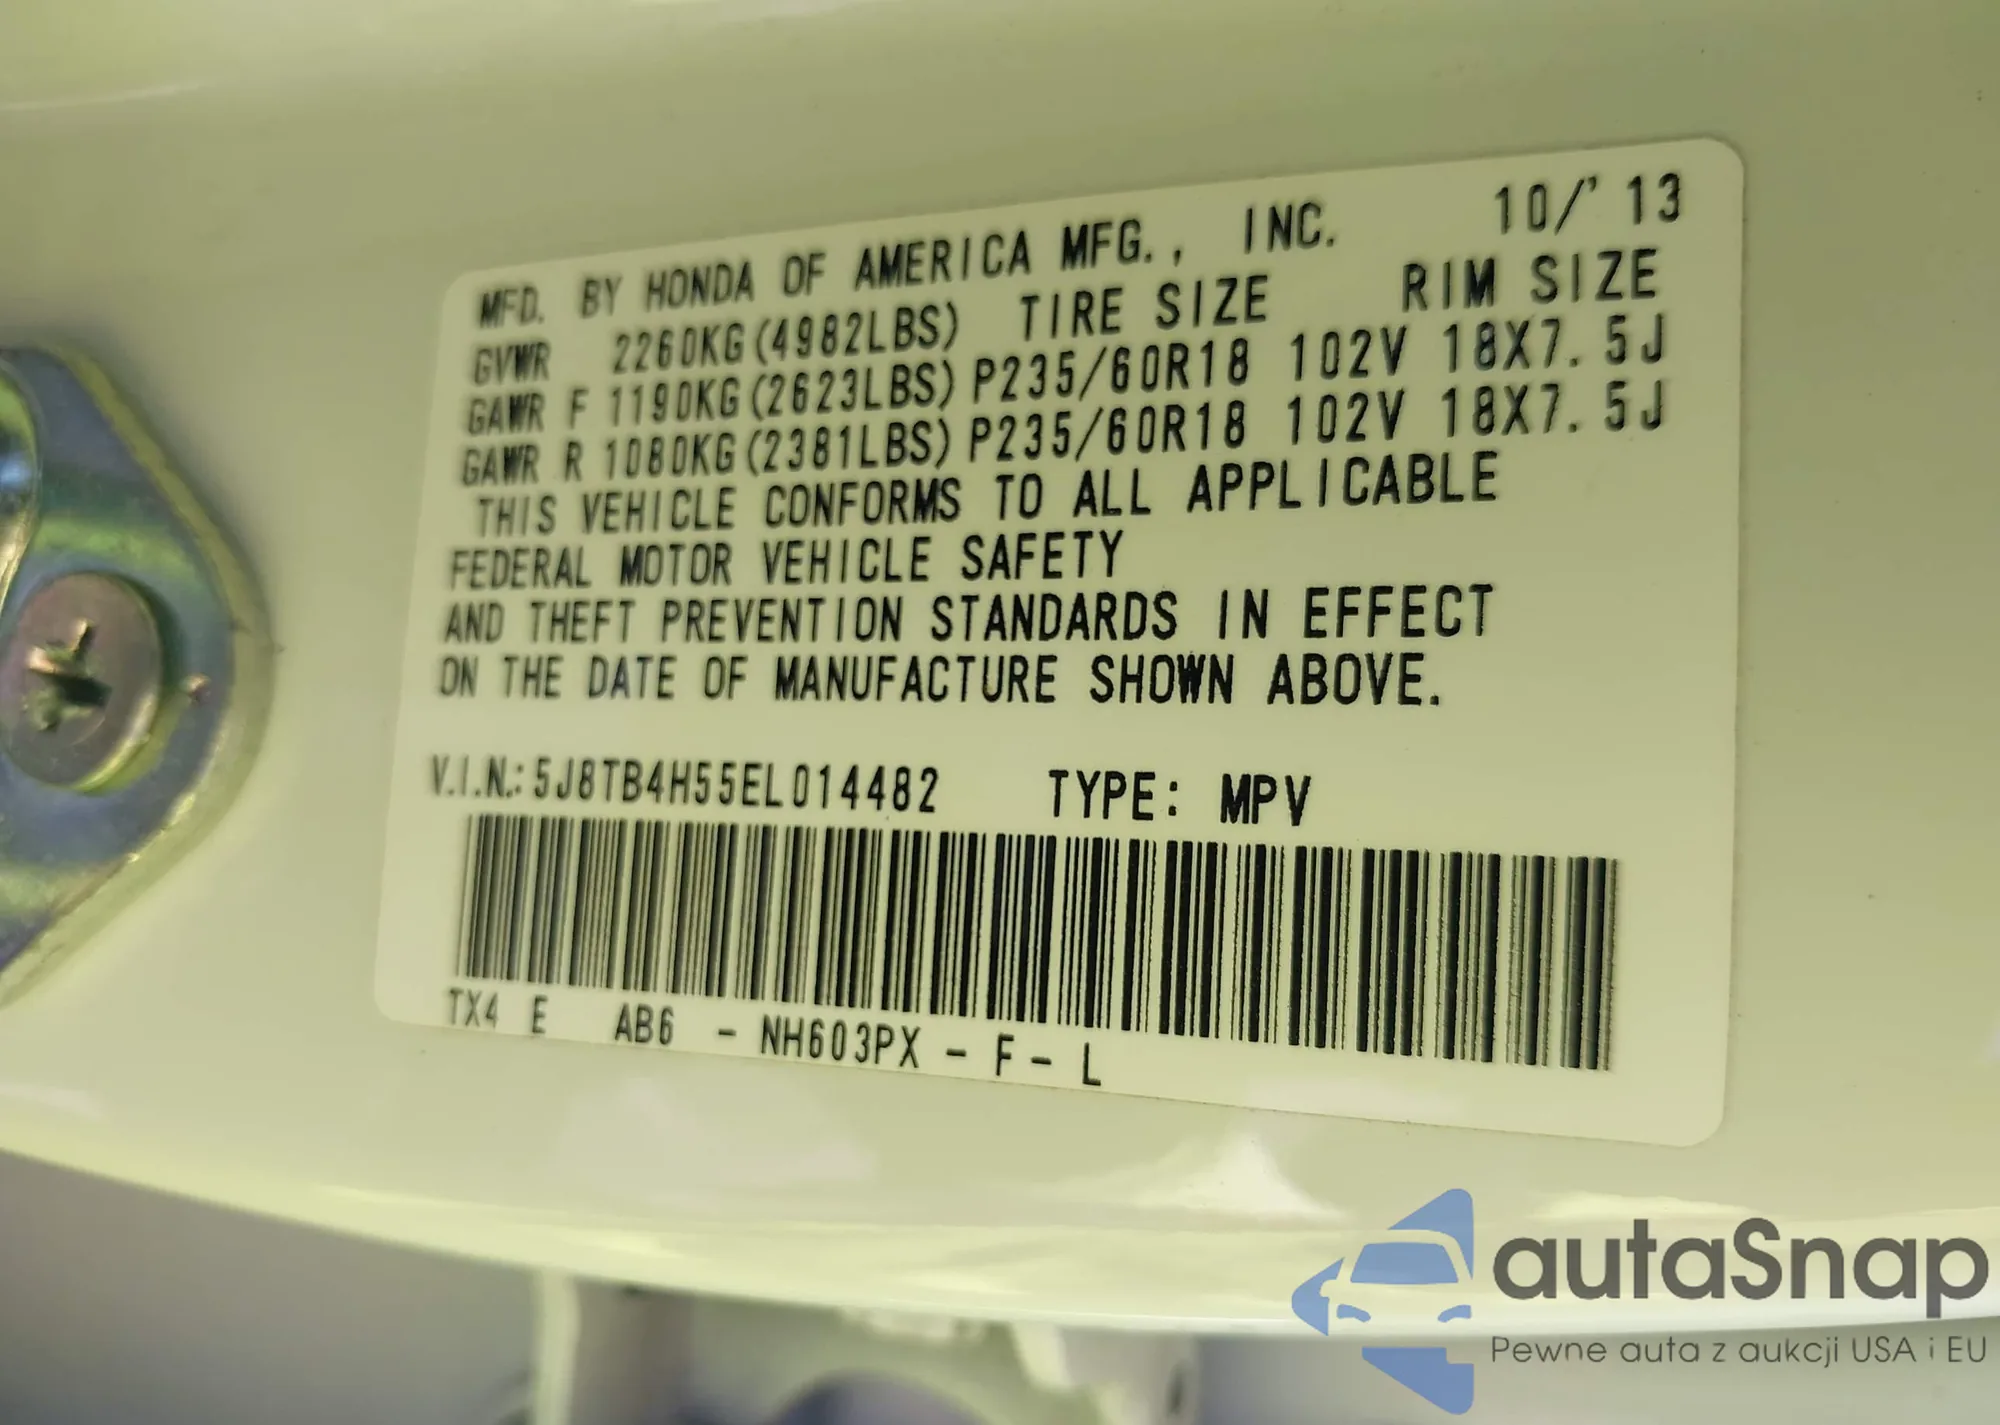 MFD. BY HONDA OF AMERICA MFG., INC. 10/'13
GVWR 2260KG(4982LBS) TIRE SIZE RIM SIZE
GAWR F 1190KG(2623LBS) P235/60R18 102V 18X7.5J
GAWR R 1080KG(2381LBS) P235/60R18 102V 18X7.5J
THIS VEHICLE CONFORMS TO ALL APPLICABLE
FEDERAL MOTOR VEHICLE SAFETY
AND THEFT PREVENTION STANDARDS IN EFFECT
ON THE DATE OF MANUFACTURE SHOWN ABOVE.
V.I.N.: 5J8TB4H55EL014482 TYPE: MPV
TX4 E AB6 - NH603PX - F - L
autaSnap
Pewne auta z aukcji USA i EU